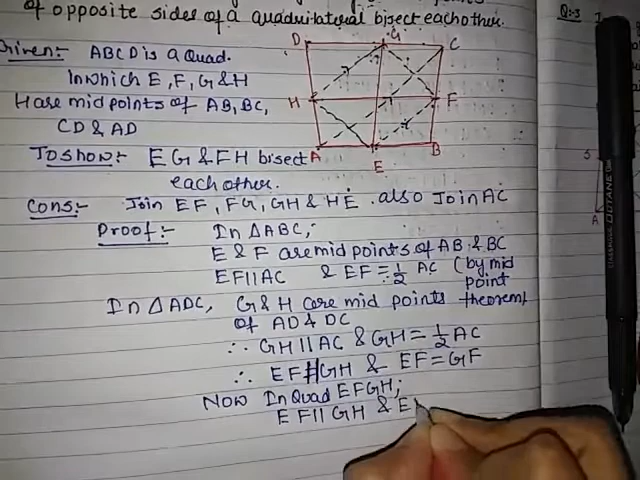 of opposite sides of a quadrilateral bisect each other.
Q:-3
Given:- ABCD is a Quad.
In which E, F, G & H
H are mid points of AB, BC,
CD & AD
D G C
H F
A E B
To show:- EG & FH bisect
each other.
Cons:- Join EF, FG, GH & HE. also Join AC
Proof:- In △ABC,
E & F are mid points of AB & BC
EF || AC & EF = 1/2 AC (by mid
point
theorem)
In △ADC, G & H are mid points
of AD & DC
∴ GH || AC & GH = 1/2 AC
∴ EF || GH & EF = GF
Now In Quad EFGH;
EF || GH & E
S
A